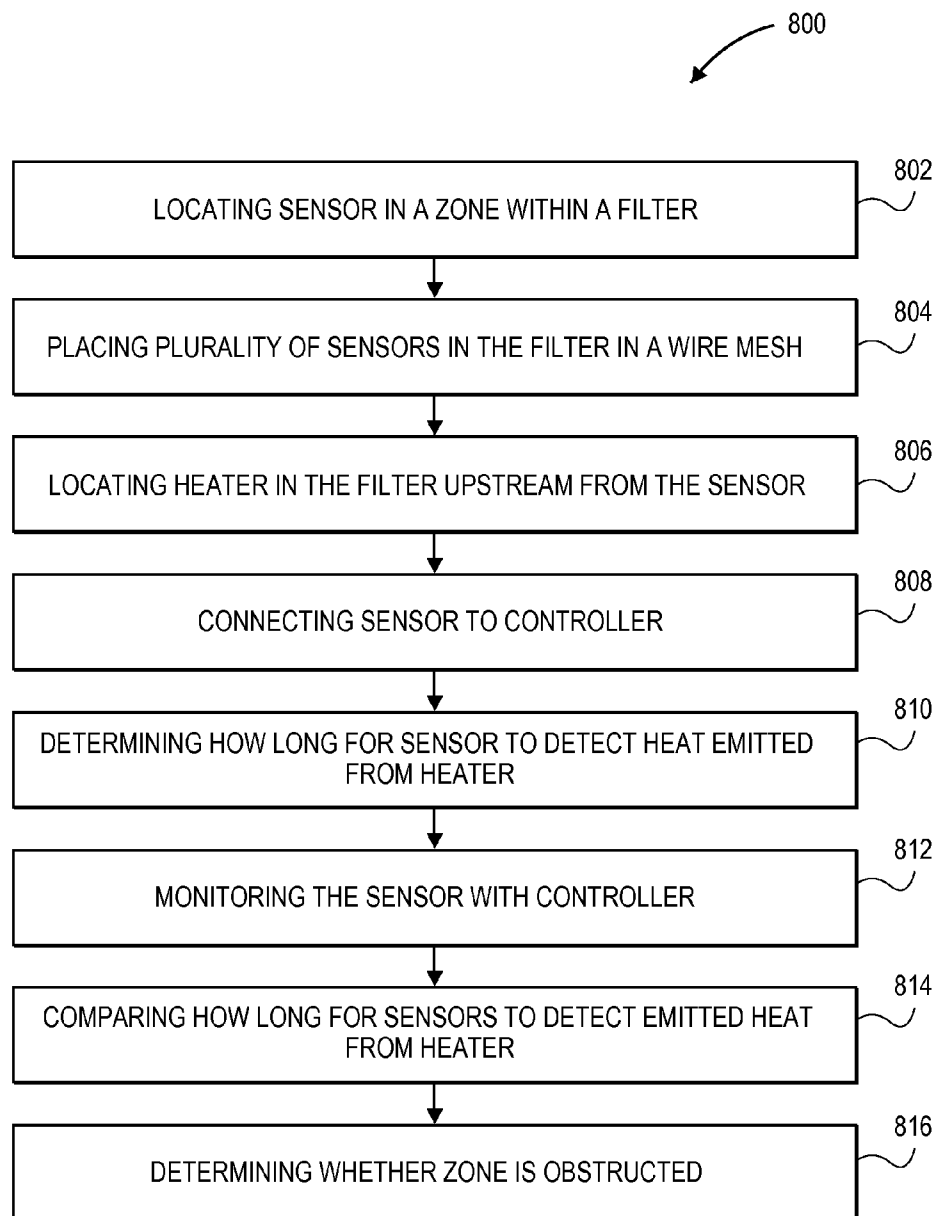 800
802
LOCATING SENSOR IN A ZONE WITHIN A FILTER
804
PLACING PLURALITY OF SENSORS IN THE FILTER IN A WIRE MESH
806
LOCATING HEATER IN THE FILTER UPSTREAM FROM THE SENSOR
808
CONNECTING SENSOR TO CONTROLLER
810
DETERMINING HOW LONG FOR SENSOR TO DETECT HEAT EMITTED
FROM HEATER
812
MONITORING THE SENSOR WITH CONTROLLER
814
COMPARING HOW LONG FOR SENSORS TO DETECT EMITTED HEAT
FROM HEATER
816
DETERMINING WHETHER ZONE IS OBSTRUCTED